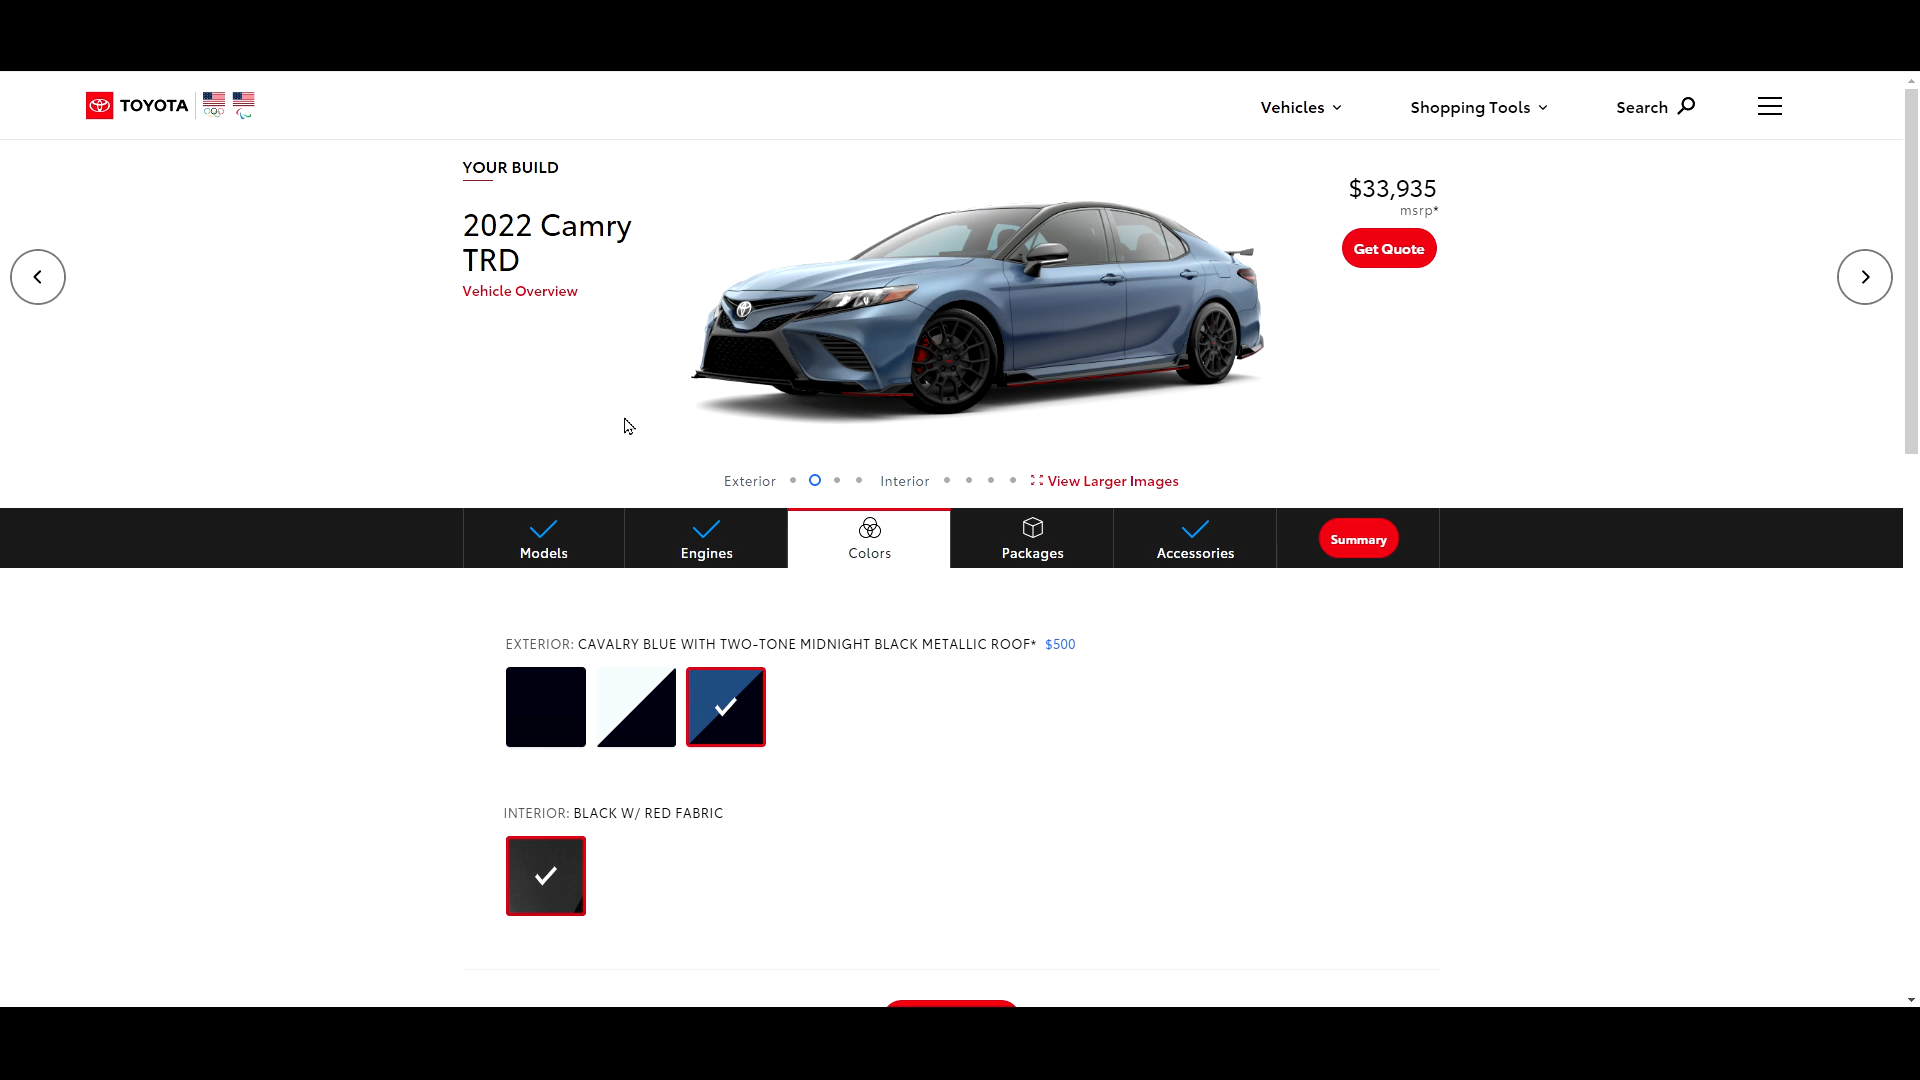 TOYOTA
Vehicles
Shopping Tools
Search
YOUR BUILD
2022 Camry
TRD
Vehicle Overview
$33,935
msrp*
Get Quote
Exterior
Interior
View Larger Images
Models
Engines
Colors
Packages
Accessories
Summary
EXTERIOR: CAVALRY BLUE WITH TWO-TONE MIDNIGHT BLACK METALLIC ROOF* $500
INTERIOR: BLACK W/ RED FABRIC